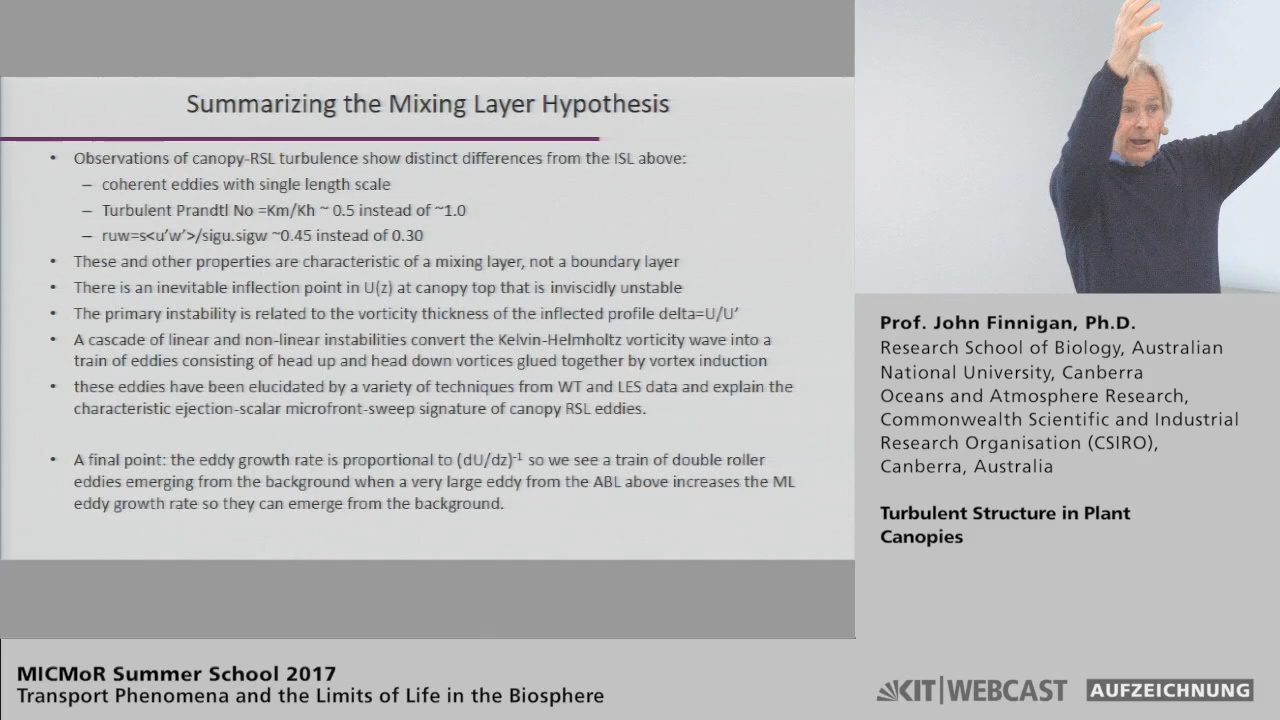 Summarizing the Mixing Layer Hypothesis
• Observations of canopy-RSL turbulence show distinct differences from the ISL above:
– coherent eddies with single length scale
– Turbulent Prandtl No =Km/Kh ~ 0.5 instead of ~1.0
– ruw=s<u'w'>/sigu.sigw ~0.45 instead of 0.30
• These and other properties are characteristic of a mixing layer, not a boundary layer
• There is an inevitable inflection point in U(z) at canopy top that is inviscidly unstable
• The primary instability is related to the vorticity thickness of the inflected profile delta=U/U'
• A cascade of linear and non-linear instabilities convert the Kelvin-Helmholtz vorticity wave into a
train of eddies consisting of head up and head down vortices glued together by vortex induction
• these eddies have been elucidated by a variety of techniques from WT and LES data and explain the
characteristic ejection-scalar microfront-sweep signature of canopy RSL eddies.
• A final point: the eddy growth rate is proportional to (dU/dz)⁻¹ so we see a train of double roller
eddies emerging from the background when a very large eddy from the ABL above increases the ML
eddy growth rate so they can emerge from the background.
Prof. John Finnigan, Ph.D.
Research School of Biology, Australian
National University, Canberra
Oceans and Atmosphere Research,
Commonwealth Scientific and Industrial
Research Organisation (CSIRO),
Canberra, Australia
Turbulent Structure in Plant
Canopies
MICMoR Summer School 2017
Transport Phenomena and the Limits of Life in the Biosphere
KIT|WEBCAST AUFZEICHNUNG